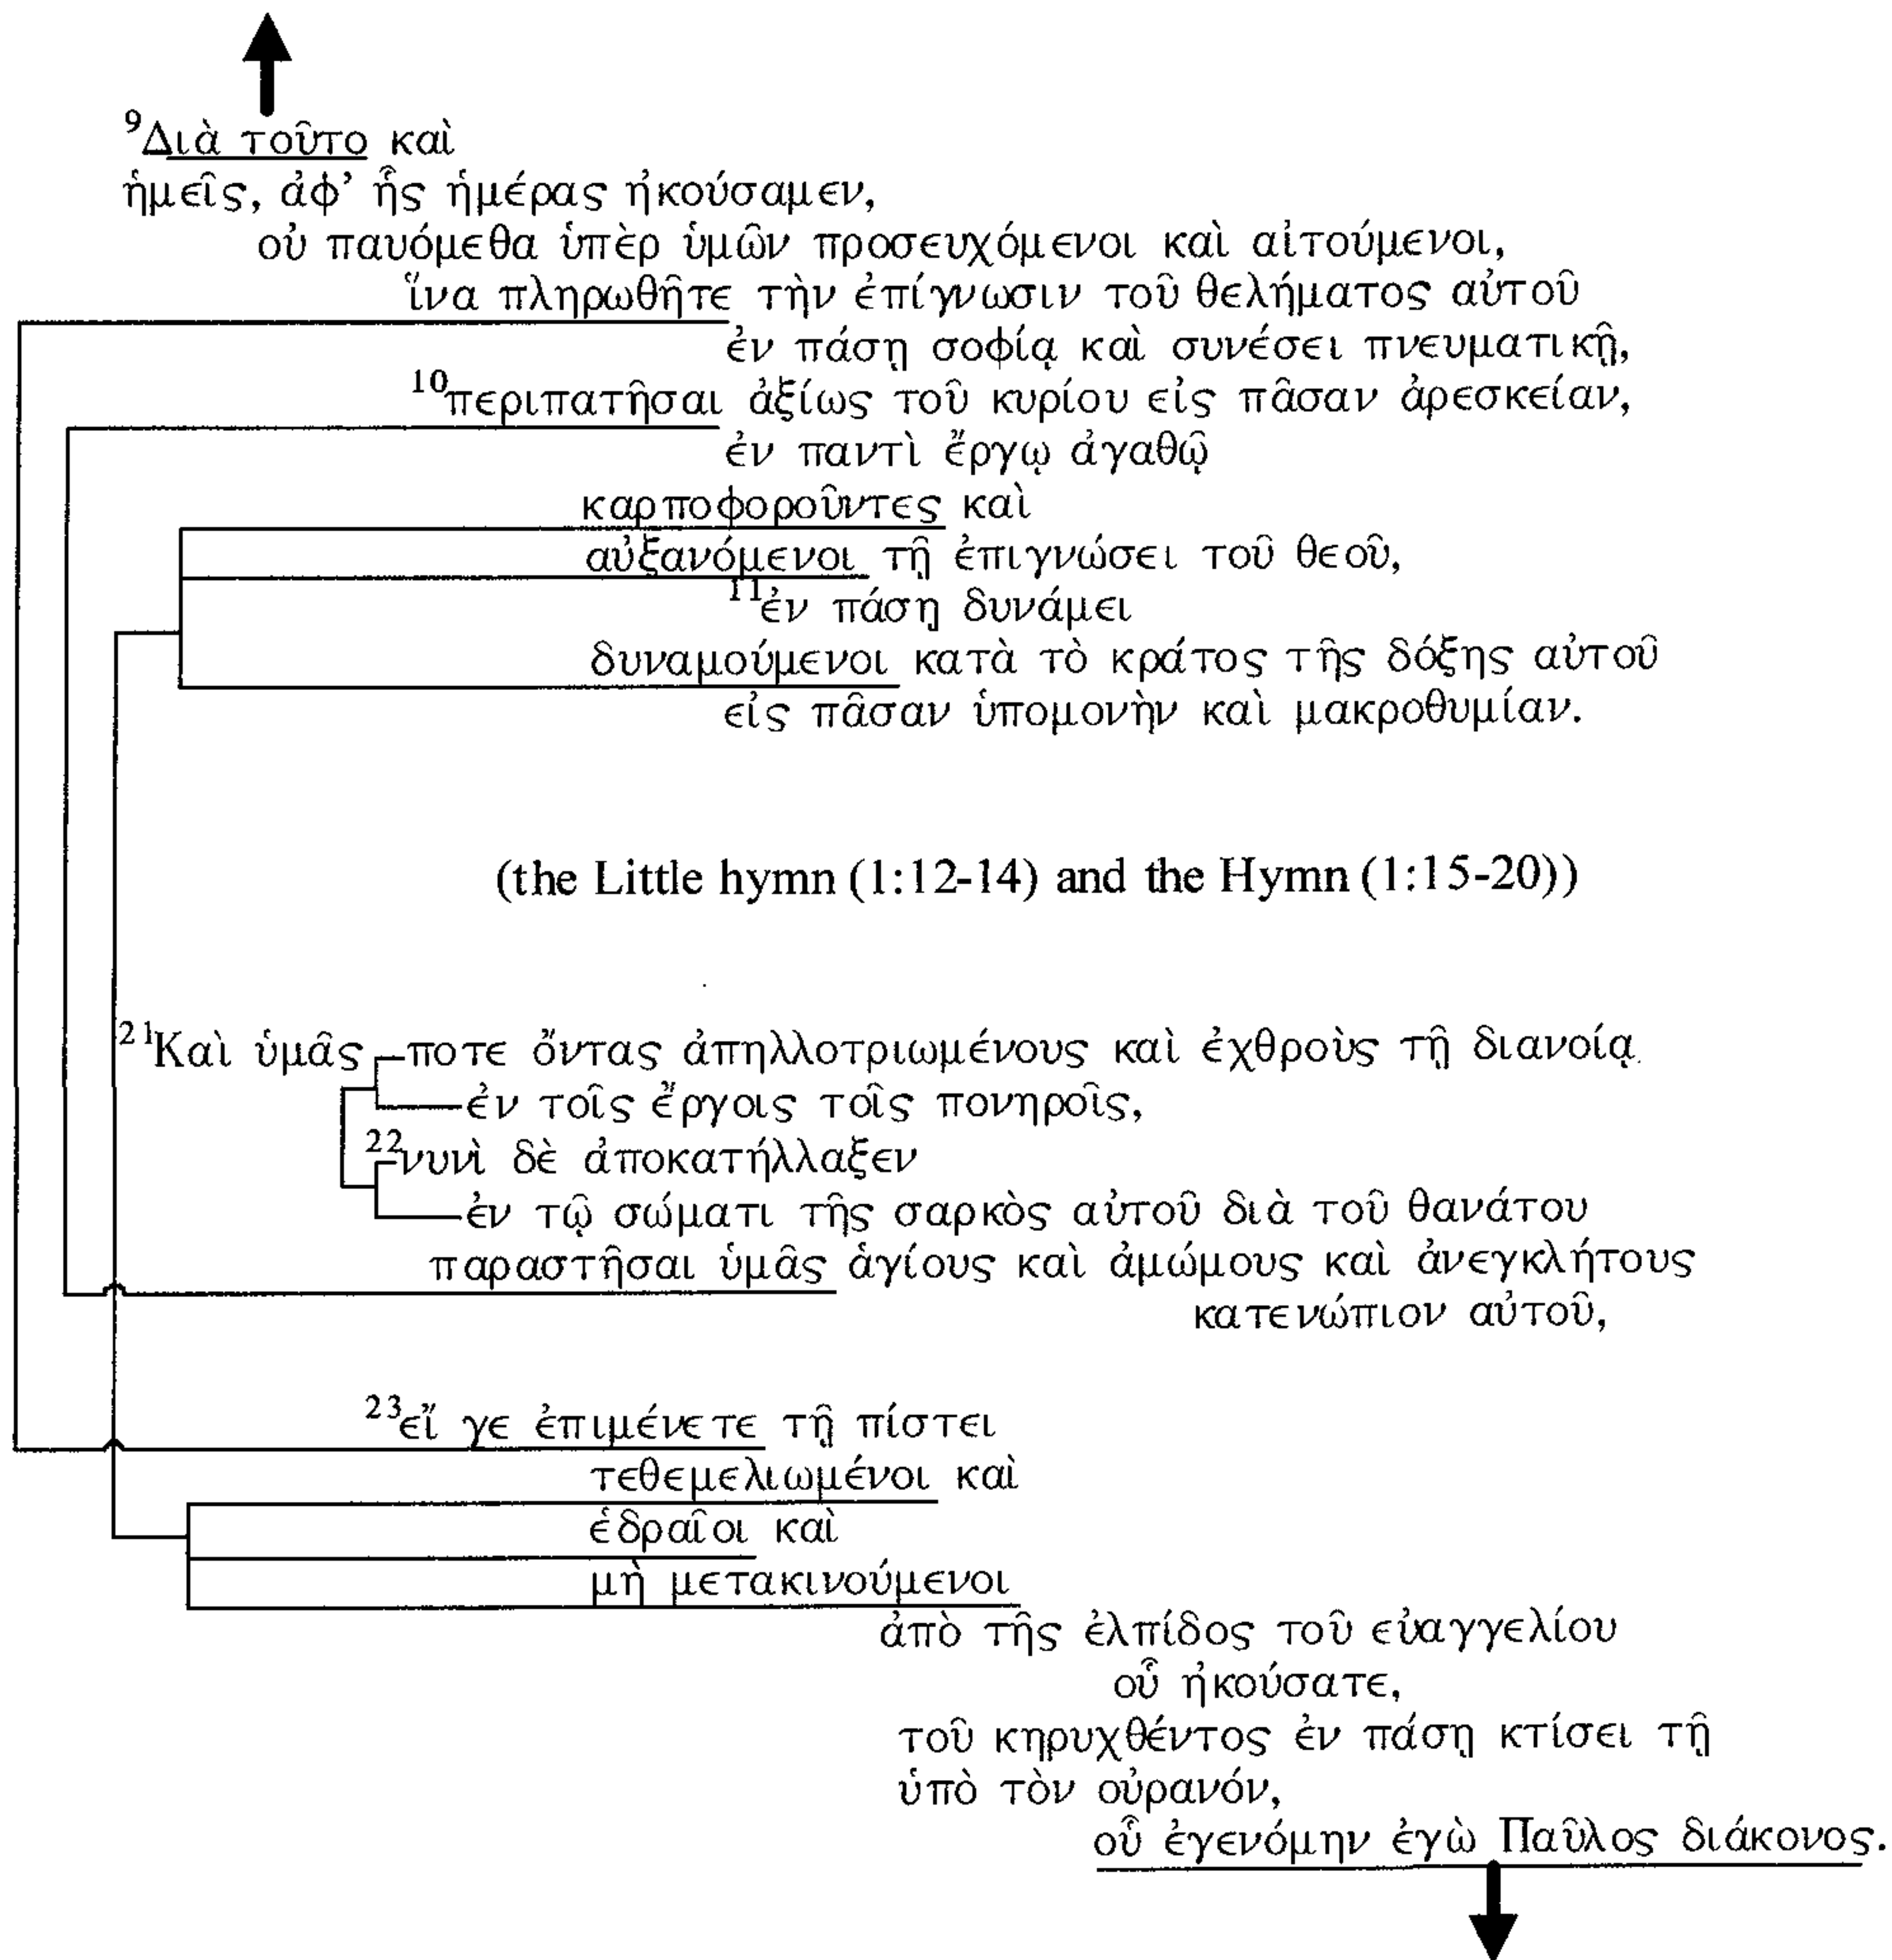 ⁹Διὰ τοῦτο καὶ
ἡμεῖς, ἀφ’ ἧς ἡμέρας ἠκούσαμεν,
οὐ παυόμεθα ὑπὲρ ὑμῶν προσευχόμενοι καὶ αἰτούμενοι,
ἵνα πληρωθῆτε τὴν ἐπίγνωσιν τοῦ θελήματος αὐτοῦ
ἐν πάσῃ σοφίᾳ καὶ συνέσει πνευματικῇ,
¹⁰περιπατῆσαι ἀξίως τοῦ κυρίου εἰς πᾶσαν ἀρεσκείαν,
ἐν παντὶ ἔργῳ ἀγαθῷ
καρποφοροῦντες καὶ
αὐξανόμενοι τῇ ἐπιγνώσει τοῦ θεοῦ,
¹¹ἐν πάσῃ δυνάμει
δυναμούμενοι κατὰ τὸ κράτος τῆς δόξης αὐτοῦ
εἰς πᾶσαν ὑπομονὴν καὶ μακροθυμίαν.
(the Little hymn (1:12-14) and the Hymn (1:15-20))
²¹Καὶ ὑμᾶς ποτε ὄντας ἀπηλλοτριωμένους καὶ ἐχθροὺς τῇ διανοίᾳ
ἐν τοῖς ἔργοις τοῖς πονηροῖς,
²²νυνὶ δὲ ἀποκατήλλαξεν
ἐν τῷ σώματι τῆς σαρκὸς αὐτοῦ διὰ τοῦ θανάτου
παραστῆσαι ὑμᾶς ἁγίους καὶ ἀμώμους καὶ ἀνεγκλήτους
κατενώπιον αὐτοῦ,
²³εἴ γε ἐπιμένετε τῇ πίστει
τεθεμελιωμένοι καὶ
ἑδραῖοι καὶ
μὴ μετακινούμενοι
ἀπὸ τῆς ἐλπίδος τοῦ εὐαγγελίου
οὗ ἠκούσατε,
τοῦ κηρυχθέντος ἐν πάσῃ κτίσει τῇ
ὑπὸ τὸν οὐρανόν,
οὗ ἐγενόμην ἐγὼ Παῦλος διάκονος.